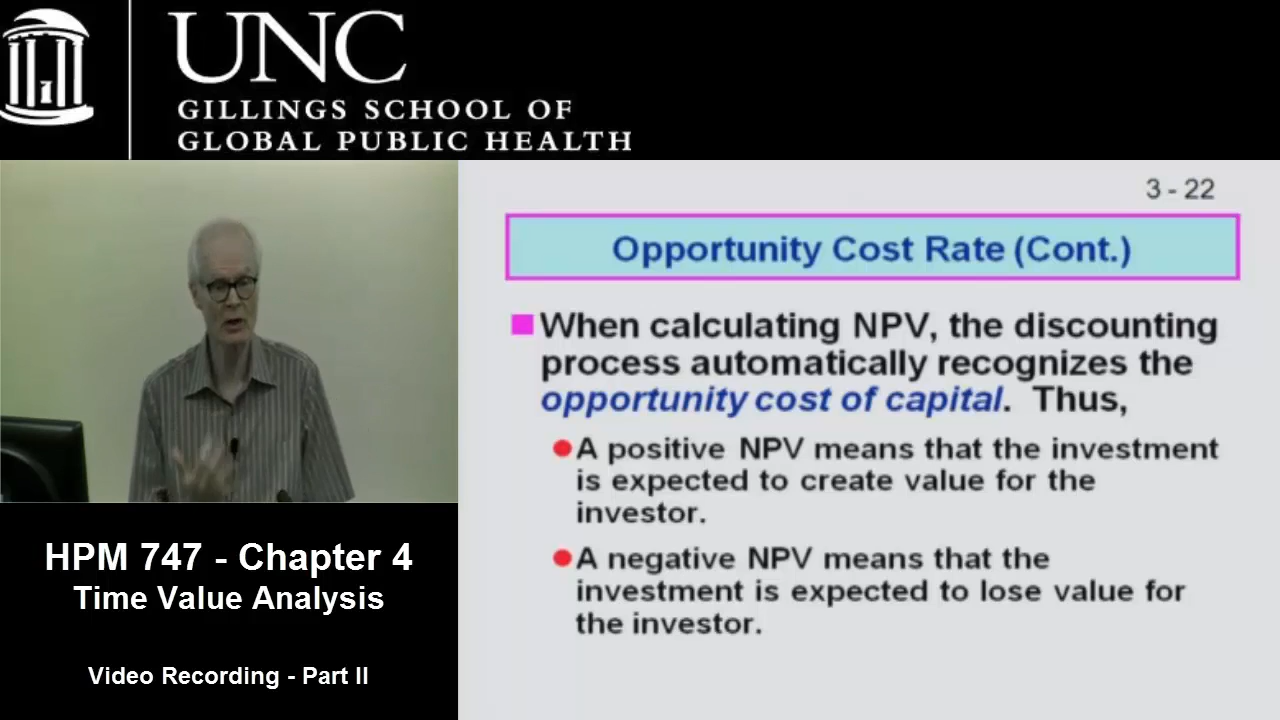 UNC
GILLINGS SCHOOL OF
GLOBAL PUBLIC HEALTH
3 - 22
Opportunity Cost Rate (Cont.)
When calculating NPV, the discounting
process automatically recognizes the
opportunity cost of capital. Thus,
A positive NPV means that the investment
is expected to create value for the
investor.
A negative NPV means that the
investment is expected to lose value for
the investor.
HPM 747 - Chapter 4
Time Value Analysis
Video Recording - Part II